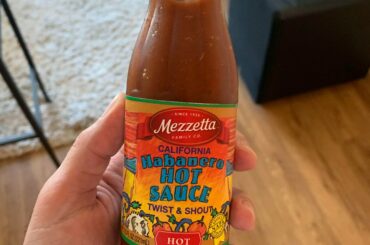 SINCE 1935
Mezzetta
FAMILY CO.
CALIFORNIA
Habanero
HOT
SAUCE
TWIST & SHOUT
HOT